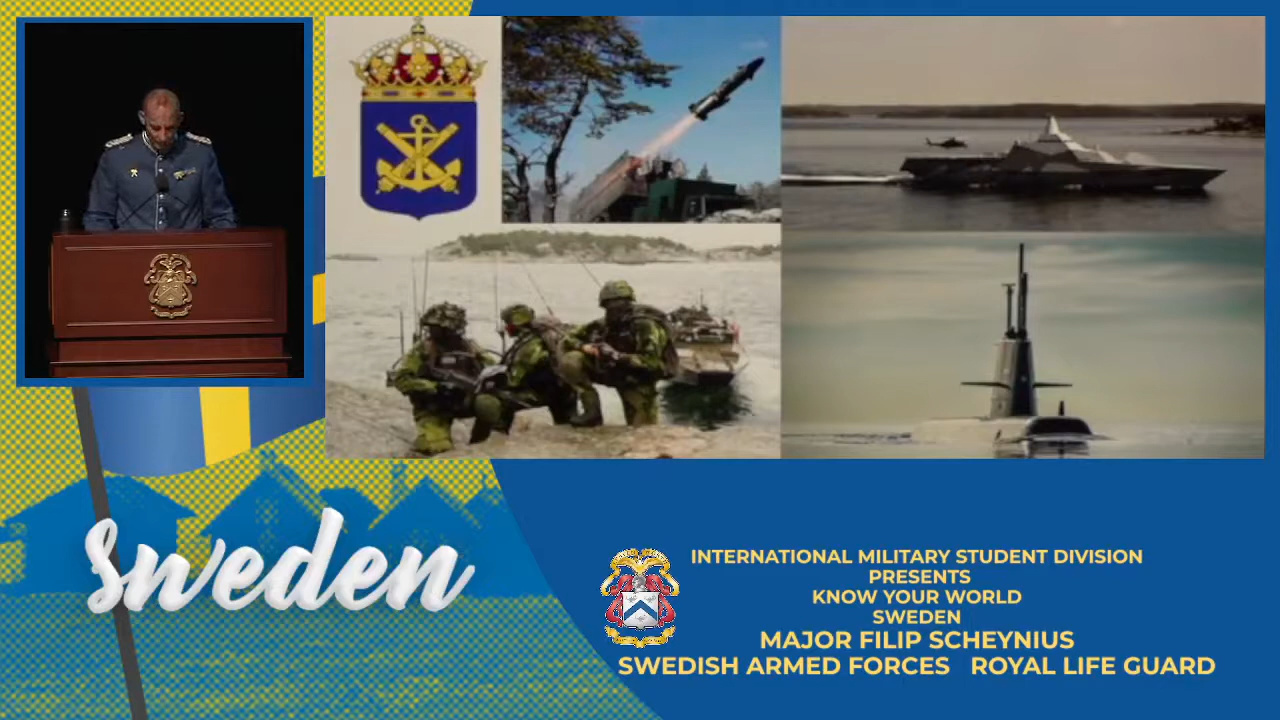 Sweden
INTERNATIONAL MILITARY STUDENT DIVISION
PRESENTS
KNOW YOUR WORLD
SWEDEN
MAJOR FILIP SCHEYNIUS
SWEDISH ARMED FORCES ROYAL LIFE GUARD